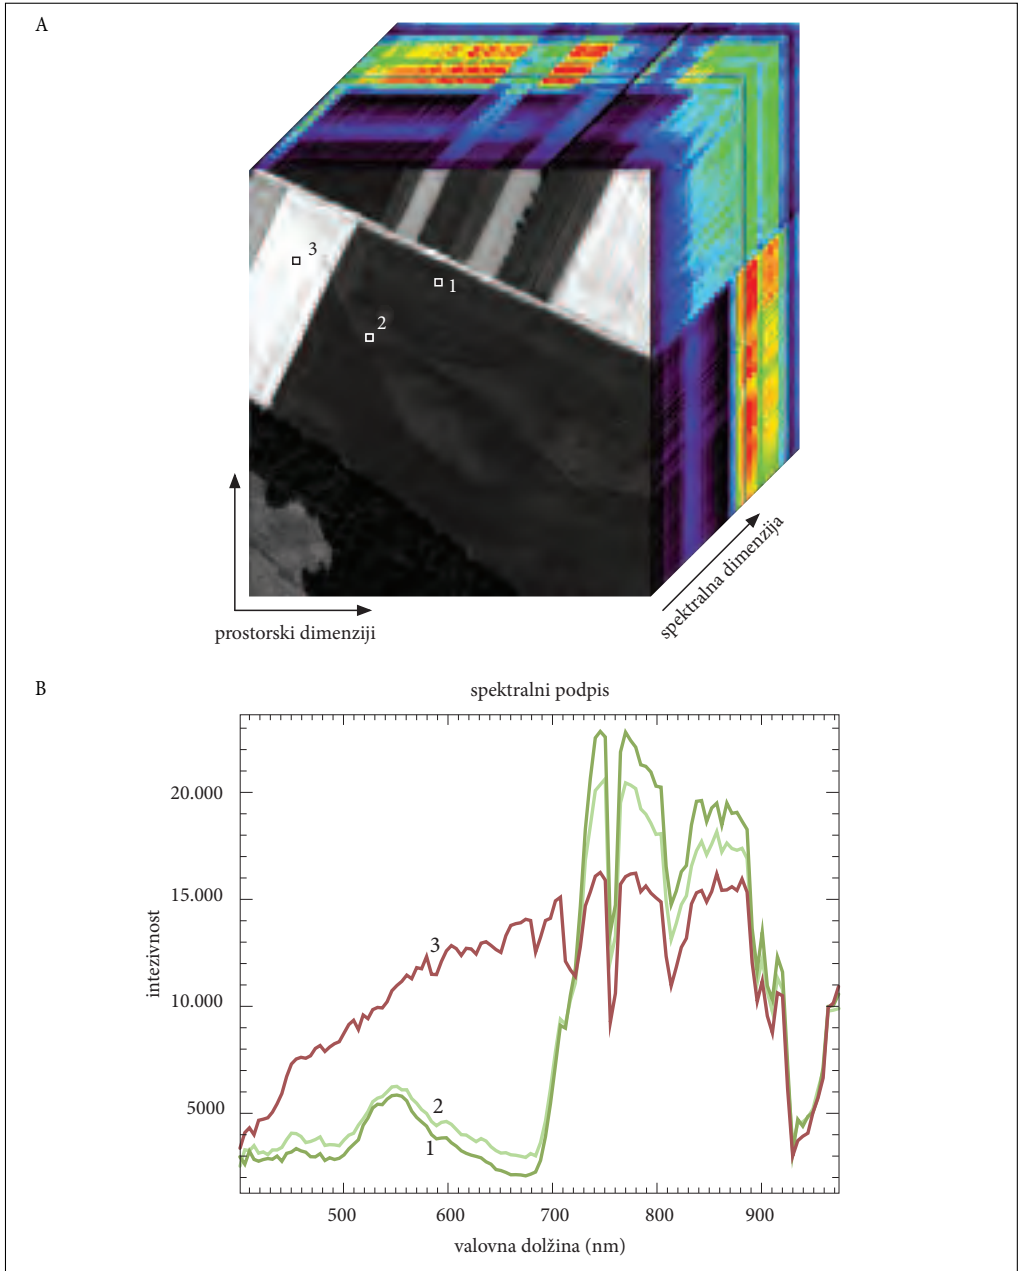 A
3
1
2
prostorski dimenziji
spektralna dimenzija
B
spektralni podpis
20.000
15.000
10.000
5000
intezivnost
3
2
1
500
600
700
800
900
valovna dolžina (nm)